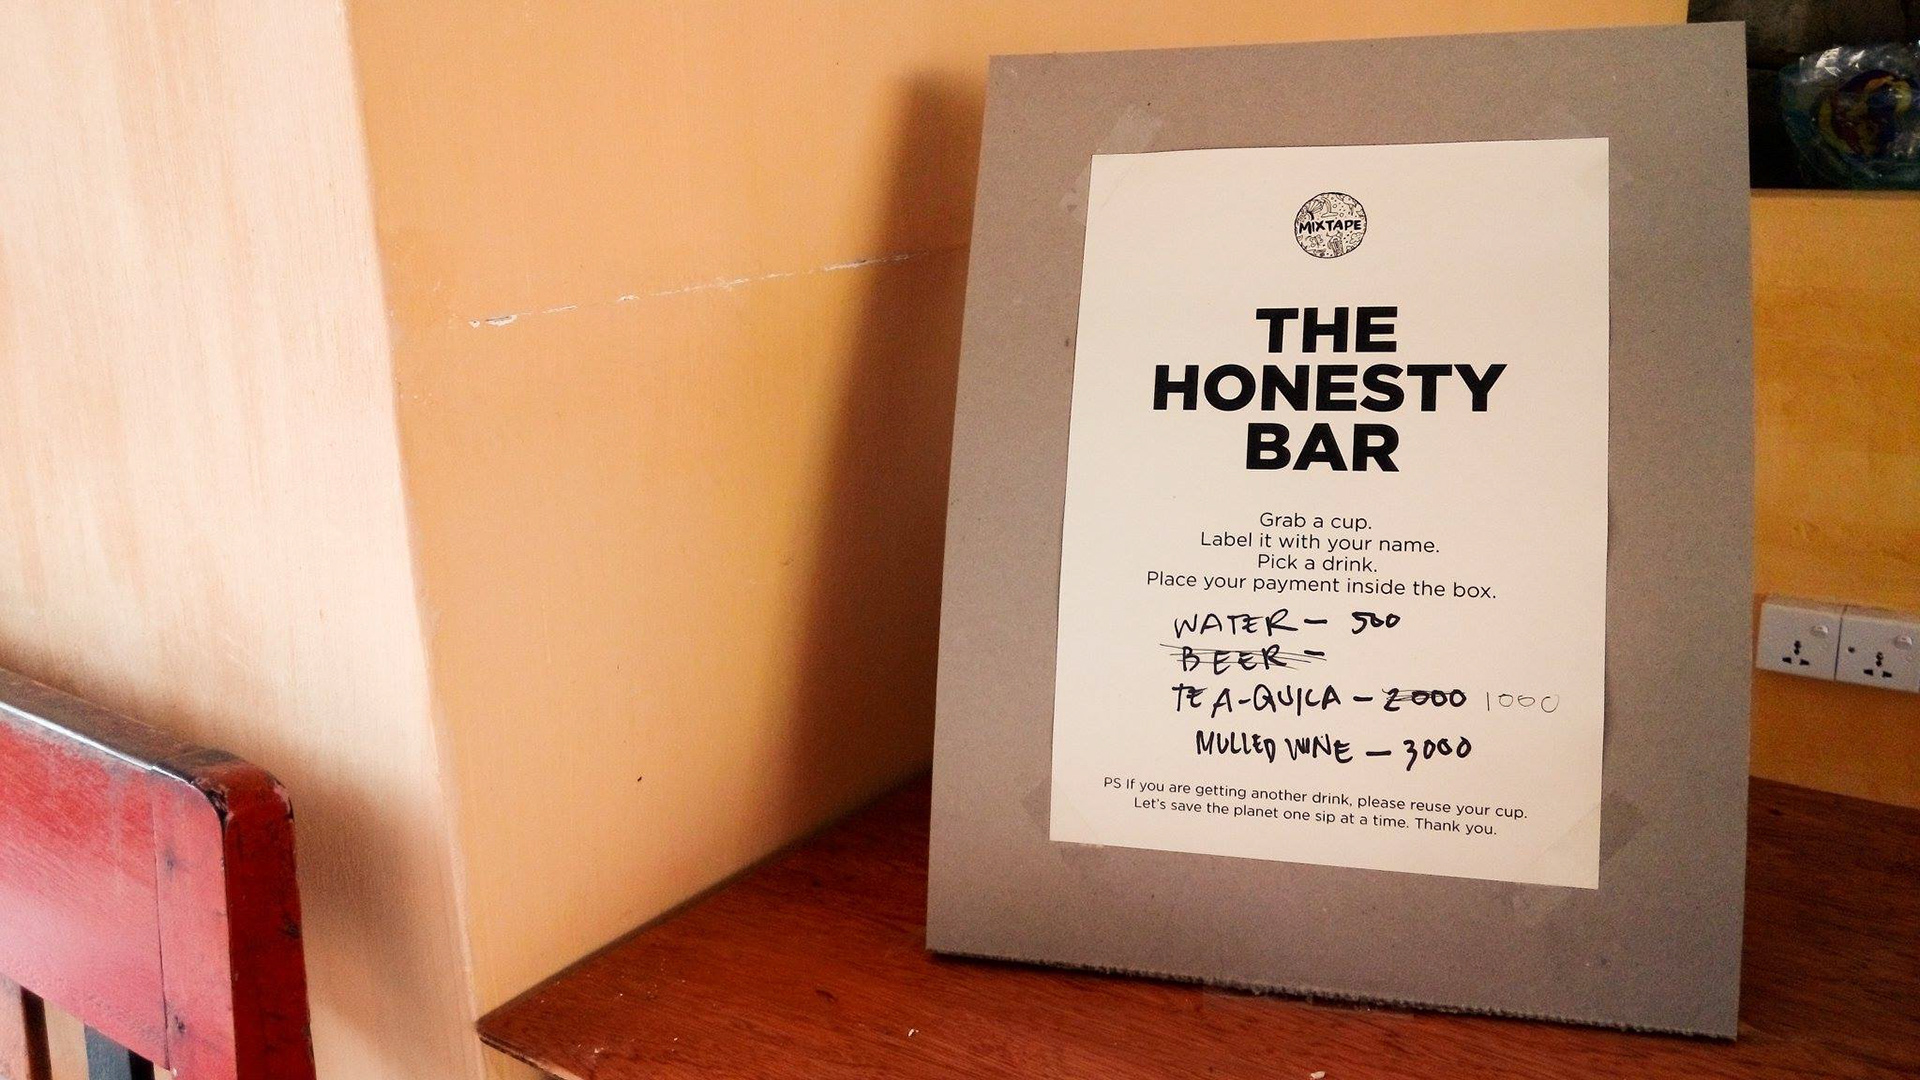 MIXTAPE
THE
HONESTY
BAR
Grab a cup.
Label it with your name.
Pick a drink.
Place your payment inside the box.
WATER - 500
BEER -
TEA-QUILA - 2000 1000
MULLED WINE - 3000
PS If you are getting another drink, please reuse your cup.
Let's save the planet one sip at a time. Thank you.